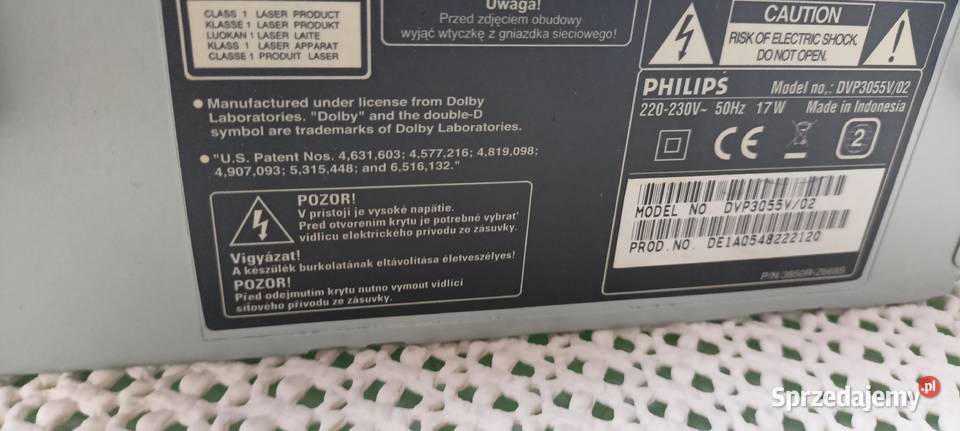 CLASS 1 LASER PRODUCT
KLASSE 1 LASER PRODUKT
LUOKAN 1 LASER LAITE
KLASS 1 LASER APPARAT
CLASSE 1 PRODUIT LASER
Uwaga!
Przed zdjęciem obudowy
wyjąć wtyczkę z gniazdka sieciowego!
CAUTION
RISK OF ELECTRIC SHOCK
DO NOT OPEN.
• Manufactured under license from Dolby
Laboratories. "Dolby" and the double-D
symbol are trademarks of Dolby Laboratories.
• "U.S. Patent Nos. 4,631,603; 4,577,216; 4,819,098;
4,907,093; 5,315,448; and 6,516,132."
POZOR!
V pristoji je vysoké napätie.
Pred otvorením krytu je potrebné vybrať
vidlicu elektrického prívodu zo zásuvky.
Vigyázat!
A készülék burkolatának eltávolítása életveszélyes!
POZOR!
Před odejmutím krytu nutno vymout vidlici
síťového přívodu ze zásuvky.
PHILIPS Model no.: DVP3055V/02
220-230V~ 50Hz 17W Made in Indonesia
CE
2
MODEL NO DVP3055V/02
PROD.NO. DE1A0548222120
Sprzedajemy.pl